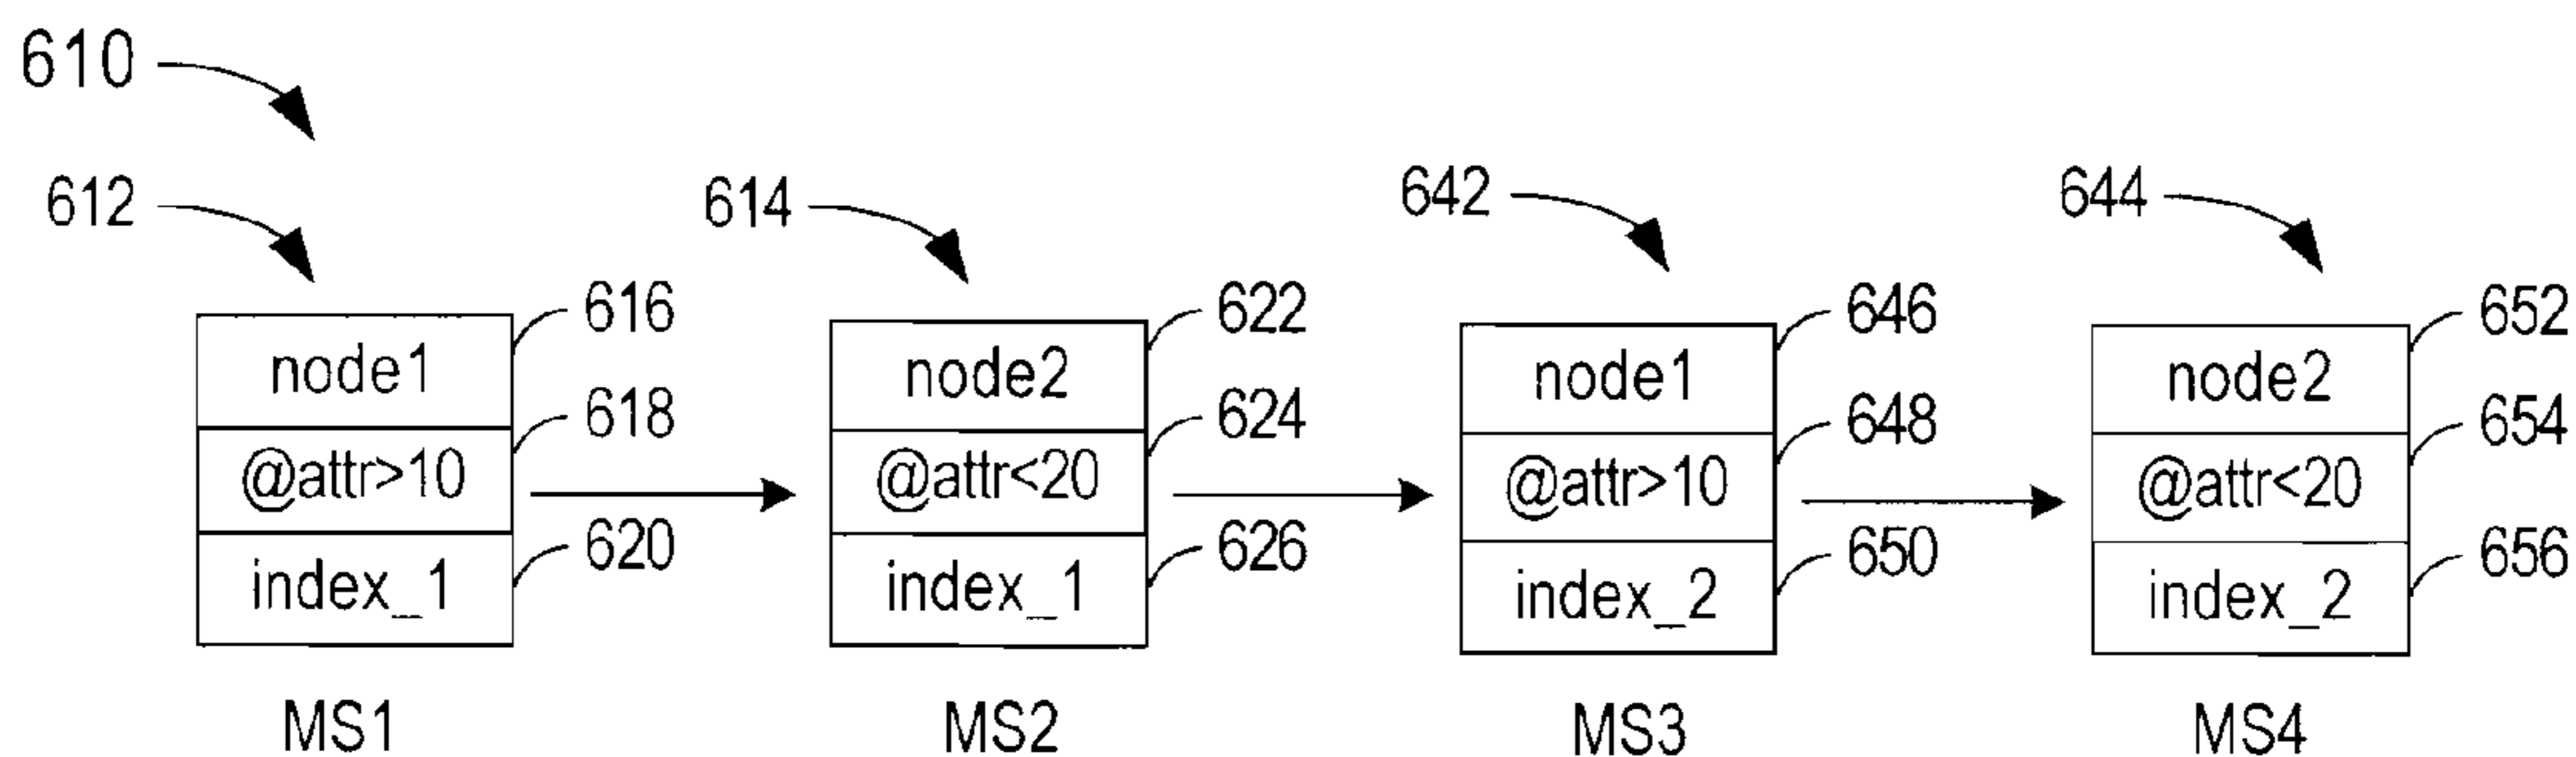 610
612
614
642
644
node1
616
node2
622
node1
646
node2
652
@attr>10
618
@attr<20
624
@attr>10
648
@attr<20
654
index_1
620
index_1
626
index_2
650
index_2
656
MS1
MS2
MS3
MS4